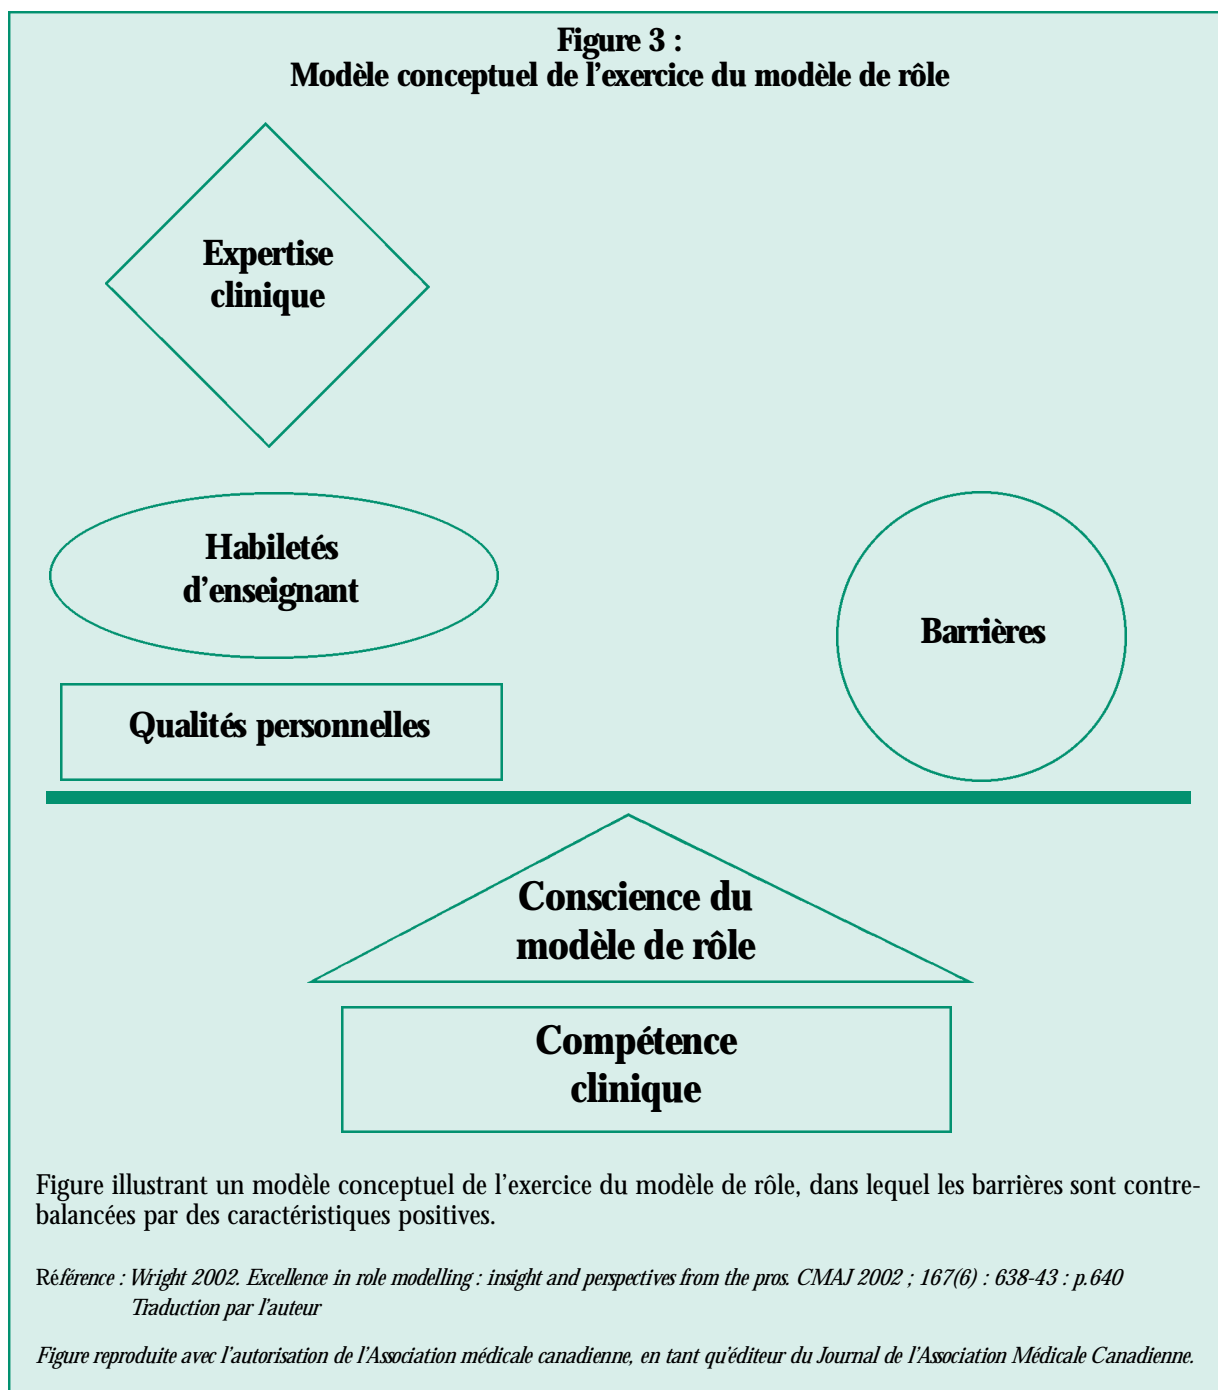 Figure 3 :
Modèle conceptuel de l’exercice du modèle de rôle
Expertise
clinique
Habiletés
d’enseignant
Barrières
Qualités personnelles
Conscience du
modèle de rôle
Compétence
clinique
Figure illustrant un modèle conceptuel de l’exercice du modèle de rôle, dans lequel les barrières sont contre-
balancées par des caractéristiques positives.
Référence : Wright 2002. Excellence in role modelling : insight and perspectives from the pros. CMAJ 2002 ; 167(6) : 638-43 : p.640
Traduction par l’auteur
Figure reproduite avec l’autorisation de l’Association médicale canadienne, en tant qu’éditeur du Journal de l’Association Médicale Canadienne.